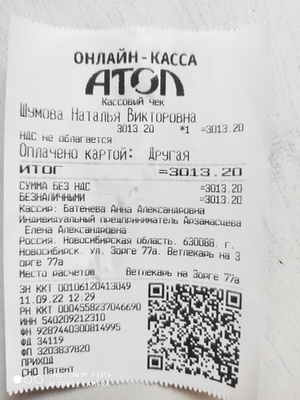 ОНЛАЙН-КАССА
АТОЛ
Кассовый чек
Шумова Наталья Викторовна
3013.20 *1 =3013.20
НДС не облагается
Оплачено картой: Другая
ИТОГ =3013.20
СУММА БЕЗ НДС =3013.20
БЕЗНАЛИЧНЫМИ =3013.20
Кассир: Батенева Анна Александровна
Индивидуальный предприниматель Арзамасцева
Елена Александровна
Россия. Новосибирская область. 630088. г.
Новосибирск. ул. Зорге 77а. Ветлекарь на З
орге 77а
Место расчетов Ветлекарь на Зорге 77а
ЗН ККТ 00106120413049
11.09.22 12:29
РН ККТ 0004558237046690
ИНН 540209212310
ФН 9287440300814995
ФД 34119
ФП 3203837820
ПРИХОД
СНО Патент